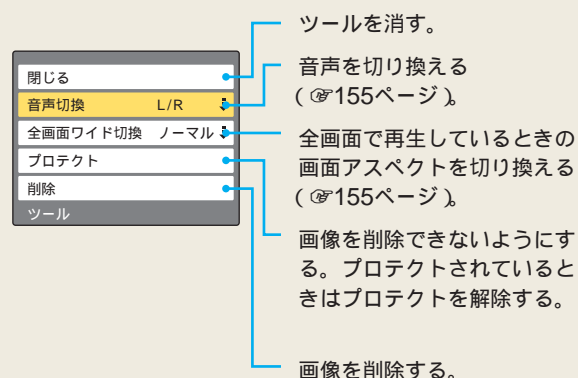 ツールを消す。
閉じる
音声を切り換える
(☞155ページ)。
音声切換 L/R
全画面ワイド切換 ノーマル
全画面で再生しているときの
画面アスペクトを切り換える
(☞155ページ)。
プロテクト
画像を削除できないようにす
る。プロテクトされていると
きはプロテクトを解除する。
削除
画像を削除する。
ツール